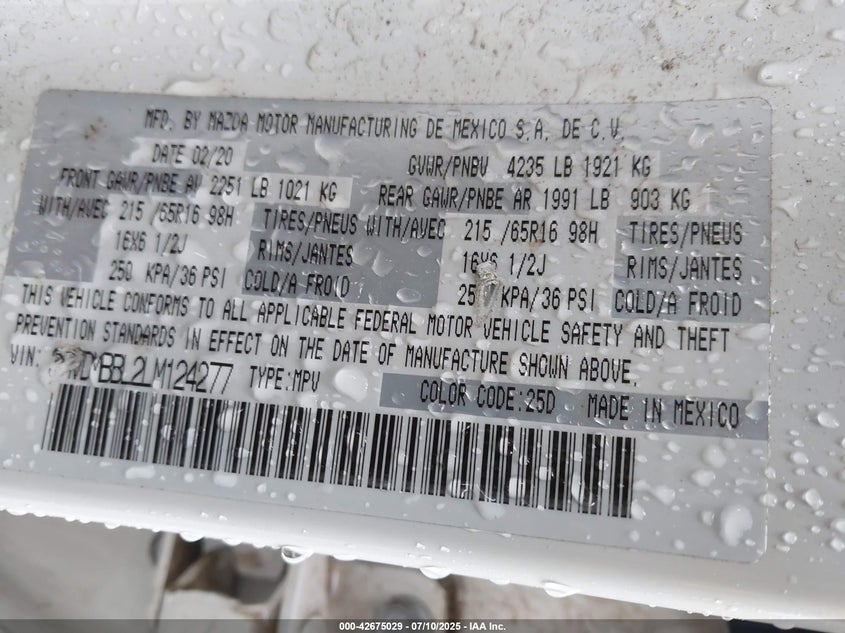 MFD. BY MAZDA MOTOR MANUFACTURING DE MEXICO S.A. DE C.V.
DATE 02/20 GVWR/PNBV 4235 LB 1921 KG
FRONT GAWR/PNBE AV 2251 LB 1021 KG REAR GAWR/PNBE AR 1991 LB 903 KG
WITH/AVEC 215 /65R16 98H TIRES/PNEUS WITH/AVEC 215 /65R16 98H TIRES/PNEUS
16X6 1/2J RIMS/JANTES 16X6 1/2J RIMS/JANTES
250 KPA/36 PSI COLD/A FROID KPA/36 PSI COLD/A FROID
THIS VEHICLE CONFORMS TO ALL APPLICABLE FEDERAL MOTOR VEHICLE SAFETY AND THEFT
PREVENTION STANDARDS IN EFFECT ON THE DATE OF MANUFACTURE SHOWN ABOVE.
VIN: TYPE:MPV COLOR CODE:25D MADE IN MEXICO
000-42675029 - 07/10/2025 - IAA Inc.